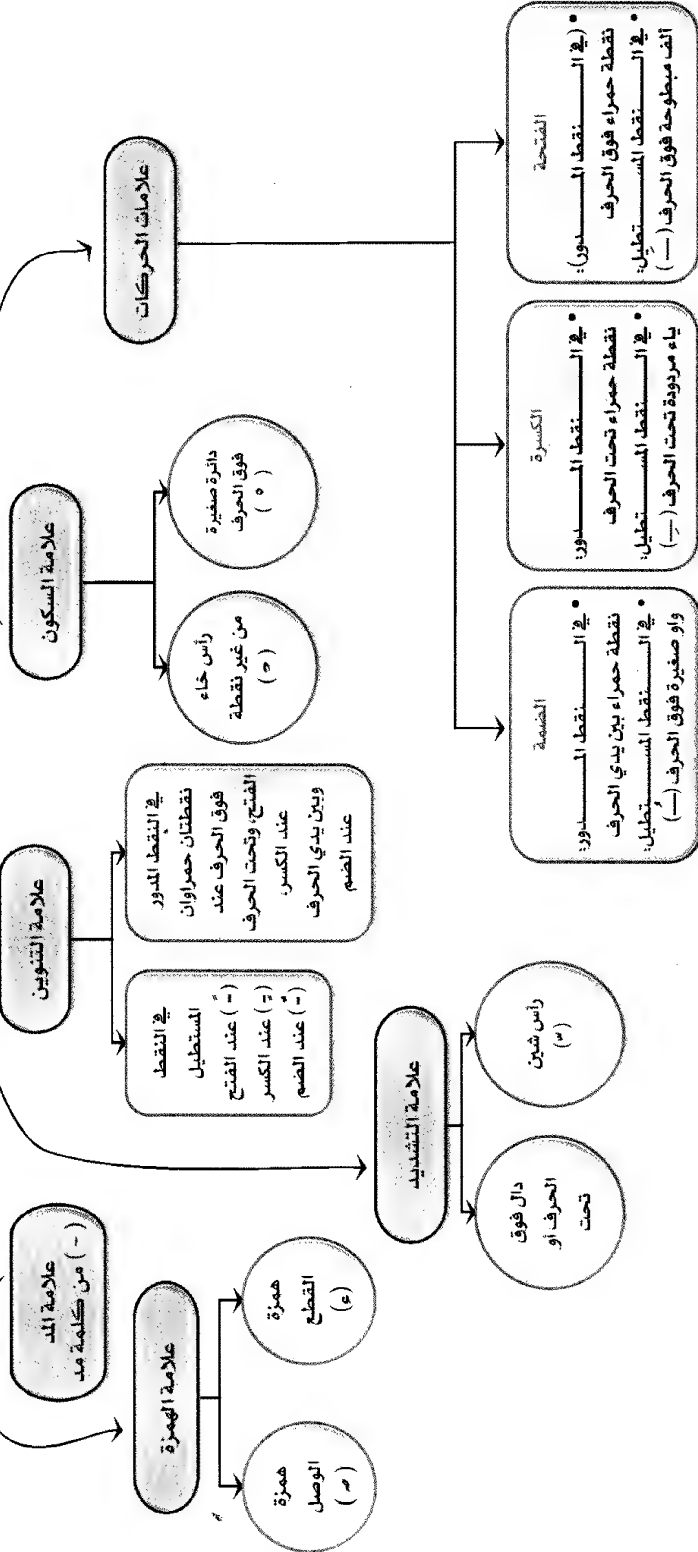 علامات الحركات
الفتحة
• (في النقط المدور):
نقطة حمراء فوق الحرف
• في النقط المستطيل:
ألف مبطوحة فوق الحرف (ـَ)
الكسرة
• في النقط المدور:
نقطة حمراء تحت الحرف
• في النقط المستطيل:
ياء مردودة تحت الحرف (ـِ)
الضمة
• في النقط المدور:
نقطة حمراء بين يدي الحرف
• في النقط المستطيل:
واو صغيرة فوق الحرف (ـُ)
علامة السكون
دائرة صغيرة
فوق الحرف
( ه )
رأس خاء
من غير نقطة
( حـ )
علامة التنوين
في النقط المدور
نقطتان حمراوان
فوق الحرف عند
الفتح، وتحت الحرف
عند الكسر،
وبين يدي الحرف
عند الضم
في النقط
المستطيل
(ـً) عند الفتح
(ـٍ) عند الكسر
(ـٌ) عند الضم
علامة التشديد
رأس شين
(ـّ)
دال فوق
الحرف أو
تحت
علامة المد
(~) من كلمة مد
علامة الهمزة
همزة
القطع
(ء)
همزة
الوصل
(صـ)